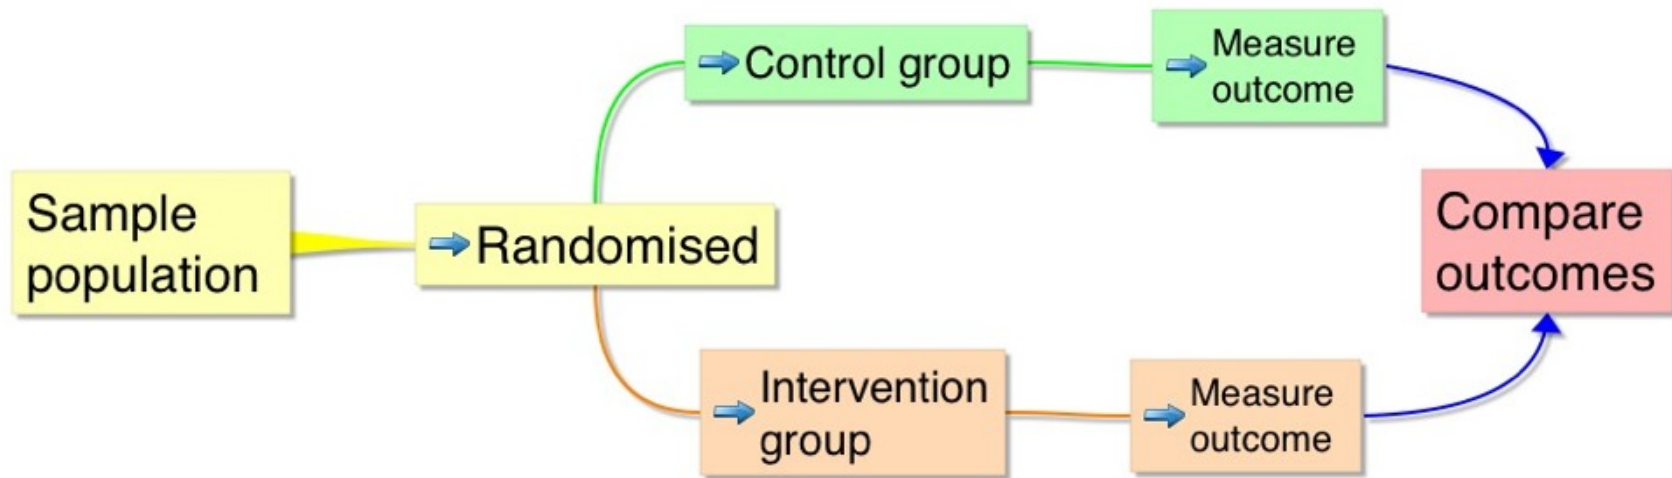 Sample
population
Randomised
Control group
Measure
outcome
Intervention
group
Measure
outcome
Compare
outcomes